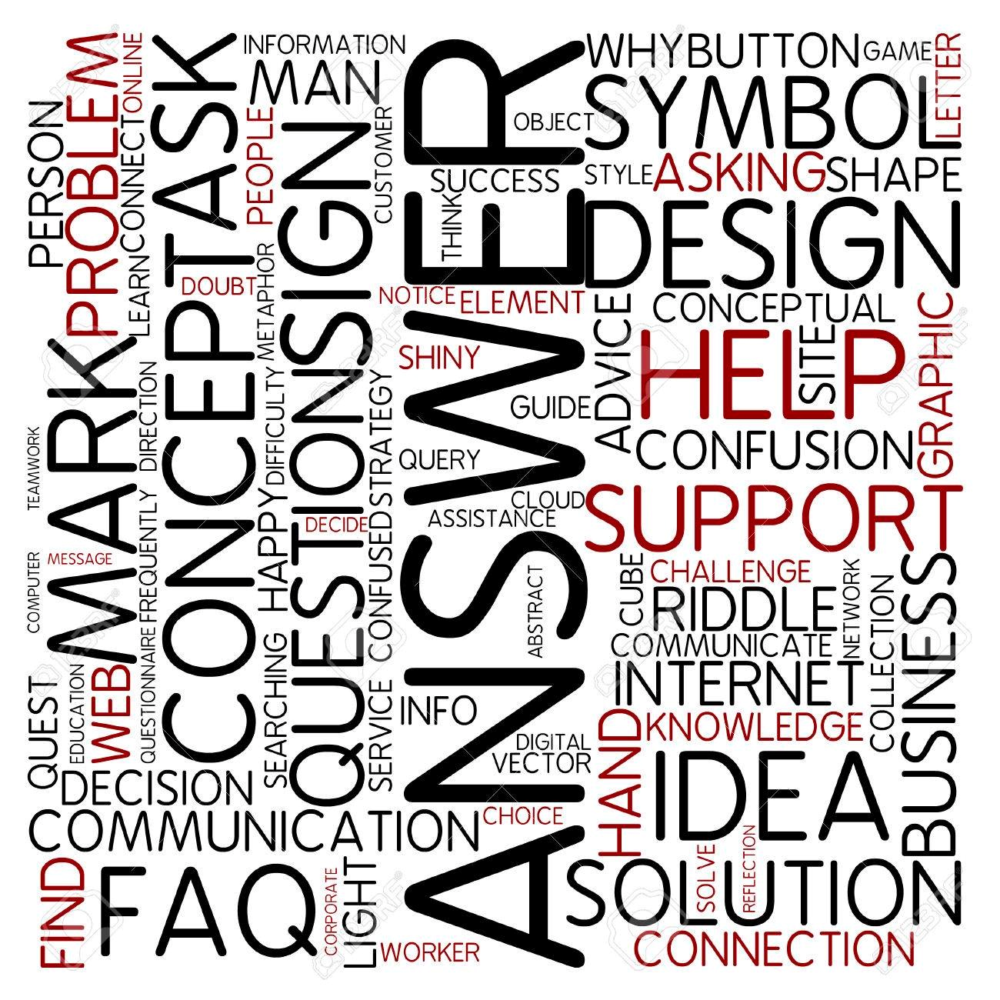 PERSON
PROBLEM
ONLINE
CONNECT
LEARN
TASK
INFORMATION
MAN
PEOPLE
SIGN
CUSTOMER
DOUBT
METAPHOR
MARK
CONCEPT
DIRECTION
DIFFICULTY
QUESTION
STRATEGY
TEAMWORK
COMPUTER
MESSAGE
FREQUENTLY
HAPPY
DECIDE
CONFUSED
QUEST
EDUCATION
WEB
QUESTIONNAIRE
SEARCHING
SERVICE
DECISION
COMMUNICATION
FIND
FAQ
CORPORATE
LIGHT
WORKER
ANSWER
OBJECT
SUCCESS
THINK
NOTICE
ELEMENT
SHINY
GUIDE
QUERY
CLOUD
ASSISTANCE
ABSTRACT
INFO
DIGITAL
VECTOR
CHOICE
WHY
BUTTON
GAME
LETTER
SYMBOL
STYLE
ASKING
SHAPE
DESIGN
ADVICE
CONCEPTUAL
HELP
SITE
GRAPHIC
CONFUSION
SUPPORT
CUBE
CHALLENGE
RIDDLE
NETWORK
COMMUNICATE
COLLECTION
BUSINESS
INTERNET
HAND
KNOWLEDGE
IDEA
SOLVE
REFLECTION
SOLUTION
CONNECTION